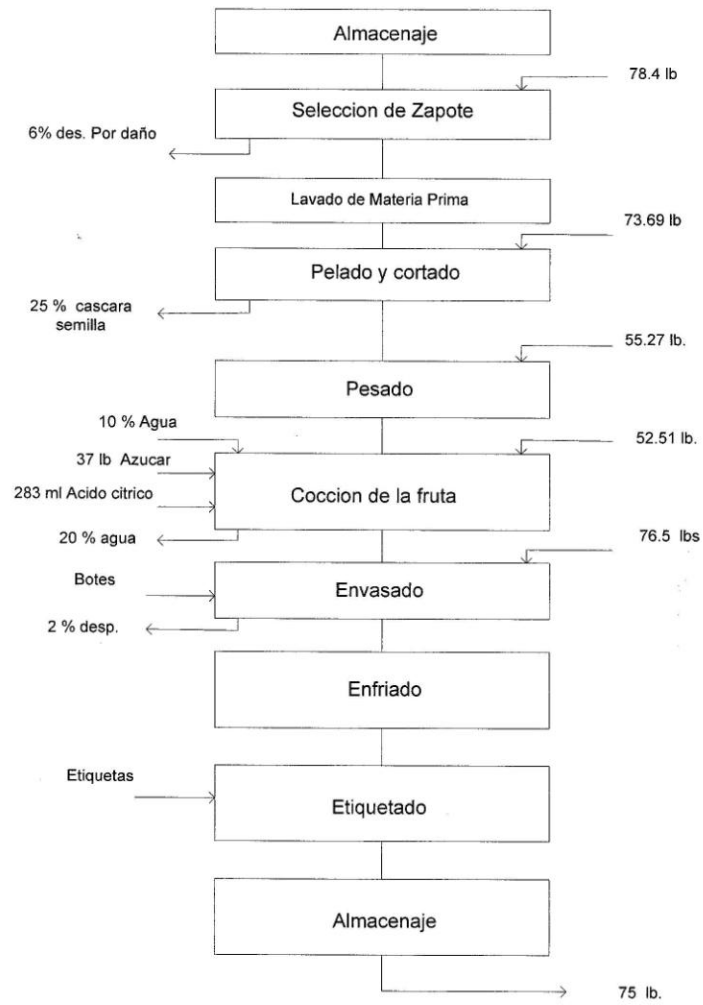 Almacenaje
78.4 lb
Seleccion de Zapote
6% des. Por daño
Lavado de Materia Prima
73.69 lb
Pelado y cortado
25 % cascara
semilla
55.27 lb.
Pesado
10 % Agua
52.51 lb.
37 lb Azucar
283 ml Acido citrico
Coccion de la fruta
20 % agua
76.5 lbs
Botes
Envasado
2 % desp.
Enfriado
Etiquetas
Etiquetado
Almacenaje
75 lb.